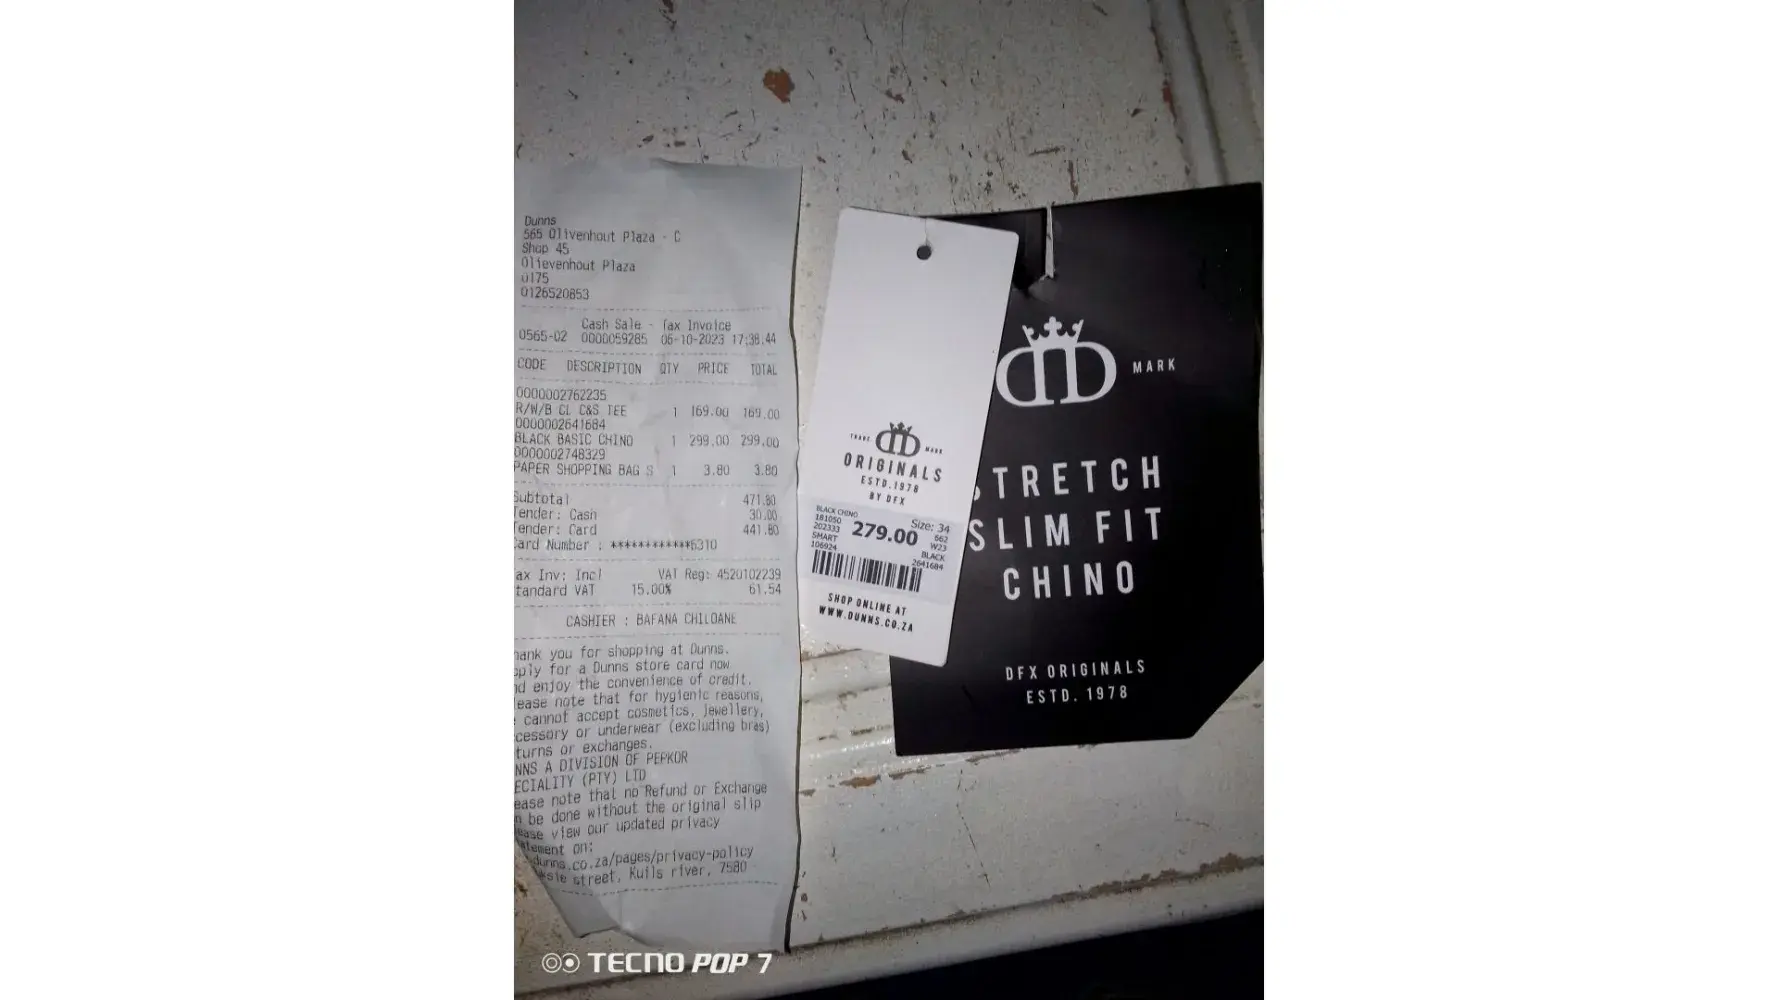 Dunns
565 Olivenhout Plaza - C
Shop 45
Olievenhout Plaza
0175
0126520853
Cash Sale - Tax Invoice
0565-02 0000059285 06-10-2023 17:38:44
CODE DESCRIPTION QTY PRICE TOTAL
0000002762235
R/W/B CL C&S TEE 1 169.00 169.00
0000002641684
BLACK BASIC CHINO 1 299.00 299.00
0000002748329
PAPER SHOPPING BAG S 1 3.80 3.80
Subtotal 471.80
Tender: Cash 30.00
Tender: Card 441.80
Card Number : ************6310
ax Inv: Incl VAT Reg: 4520102239
tandard VAT 15.00% 61.54
CASHIER : BAFANA CHILOANE
hank you for shopping at Dunns.
pply for a Dunns store card now
nd enjoy the convenience of credit.
lease note that for hygienic reasons,
cannot accept cosmetics, jewellery,
ccessory or underwear (excluding bras)
turns or exchanges.
NNS A DIVISION OF PEPKOR
ECIALITY (PTY) LTD
ease note that no Refund or Exchange
n be done without the original slip
ease view our updated privacy
tement on:
dunns.co.za/pages/privacy-policy
street, Kuils river, 7580
TRADE MARK
ORIGINALS
ESTD.1978
BY DFX
BLACK CHINO Size: 34
181050 662
202333 279.00 W23
SMART BLACK
106924 2641684
SHOP ONLINE AT
WWW.DUNNS.CO.ZA
MARK
STRETCH
SLIM FIT
CHINO
DFX ORIGINALS
ESTD. 1978
TECNO POP 7